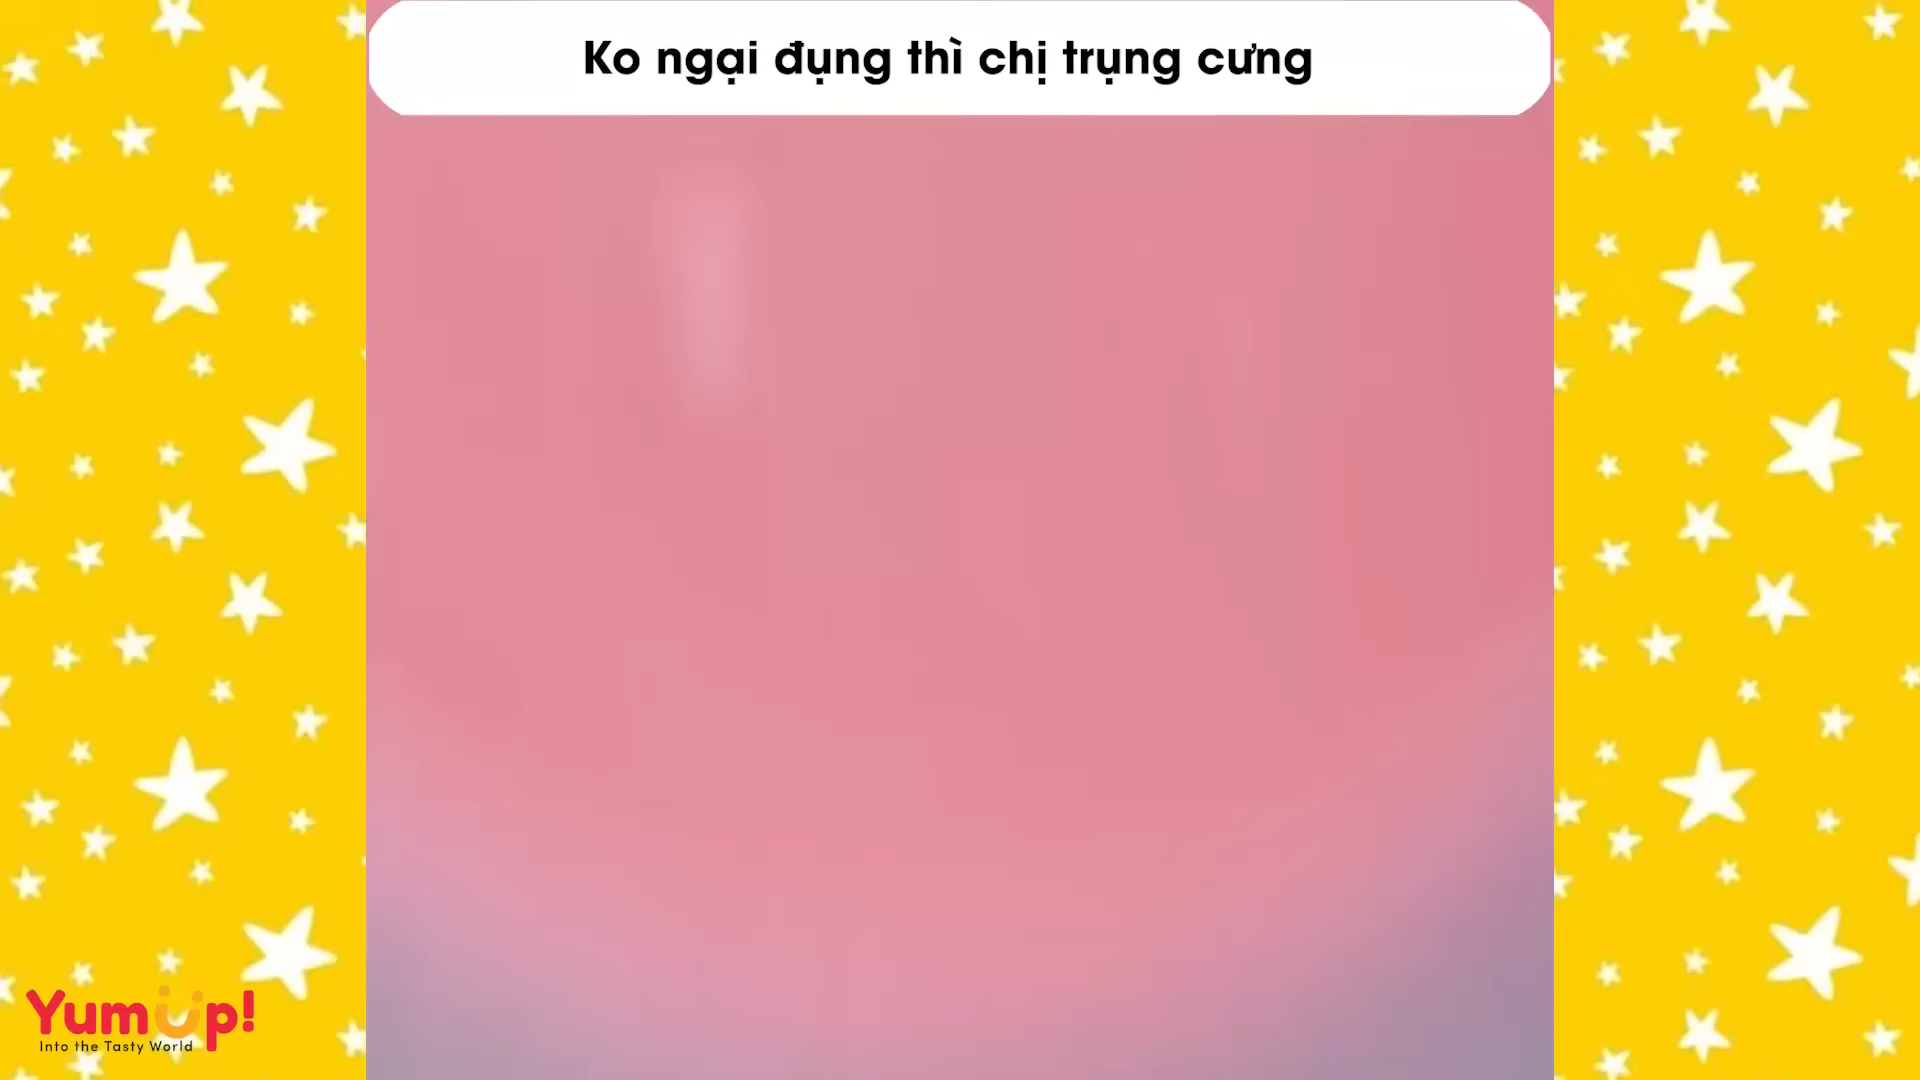 Ko ngại đụng thì chị trụng cưng
YumUp!
Into the Tasty World